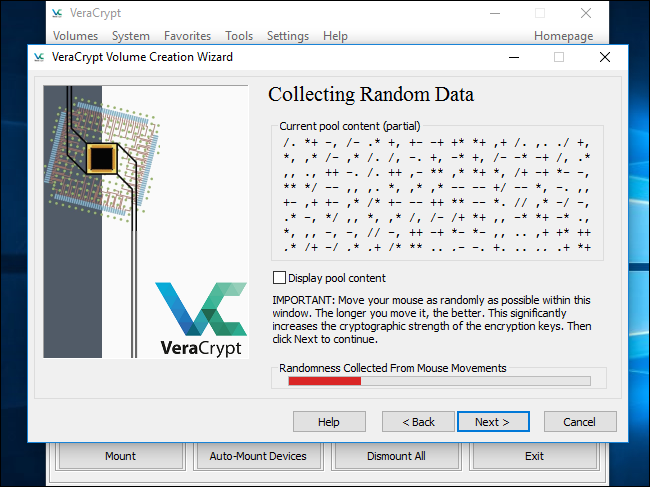 VeraCrypt
Volumes System Favorites Tools Settings Help Homepage
VeraCrypt Volume Creation Wizard
Collecting Random Data
Current pool content (partial)
/. *+ -, /- .* +, +- -+ +* *+ ,+ /. ,. ./ +,
*, ,* /- ,* /. /, -. +, -* +, /- -* -+ /, .*
,, ., ++ -. /. ++ ,- ** ,* *+ *, /+ -+ *- -,
** */ -- ,, ,. *, ,* ,* -- -- +/ -- *, -. ,,
+- ,+ +- ,* /* +- -- ++ ** -- *. // ,* -/ -,
.* -, */ ,, *, ,* /, /- /+ *+ ,, -* *+ -* .,
*, ,, -, -, // -, ++ -+ *- *- ,, .. ,+ +* ++
.* /+ -/ .* .+ /* ** .. .- -. +. .. .. .+ *+
Display pool content
IMPORTANT: Move your mouse as randomly as possible within this
window. The longer you move it, the better. This significantly
increases the cryptographic strength of the encryption keys. Then
click Next to continue.
VeraCrypt
Randomness Collected From Mouse Movements
Help < Back Next > Cancel
Mount Auto-Mount Devices Dismount All Exit